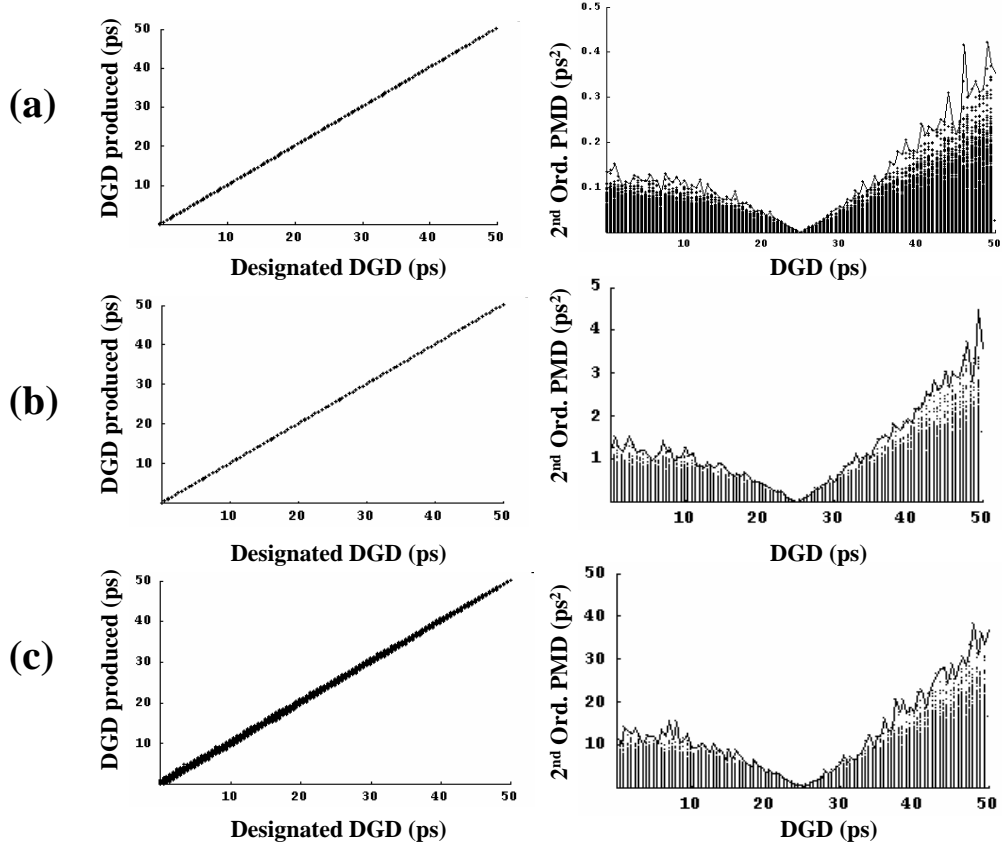 (a)
DGD produced (ps)
50
40
30
20
10
10 20 30 40 50
Designated DGD (ps)
2nd Ord. PMD (ps2)
0.5
0.4
0.3
0.2
0.1
10 20 30 40 50
DGD (ps)
(b)
DGD produced (ps)
50
40
30
20
10
10 20 30 40 50
Designated DGD (ps)
2nd Ord. PMD (ps2)
5
4
3
2
1
10 20 30 40 50
DGD (ps)
(c)
DGD produced (ps)
50
40
30
20
10
10 20 30 40 50
Designated DGD (ps)
2nd Ord. PMD (ps2)
50
40
30
20
10
10 20 30 40 50
DGD (ps)